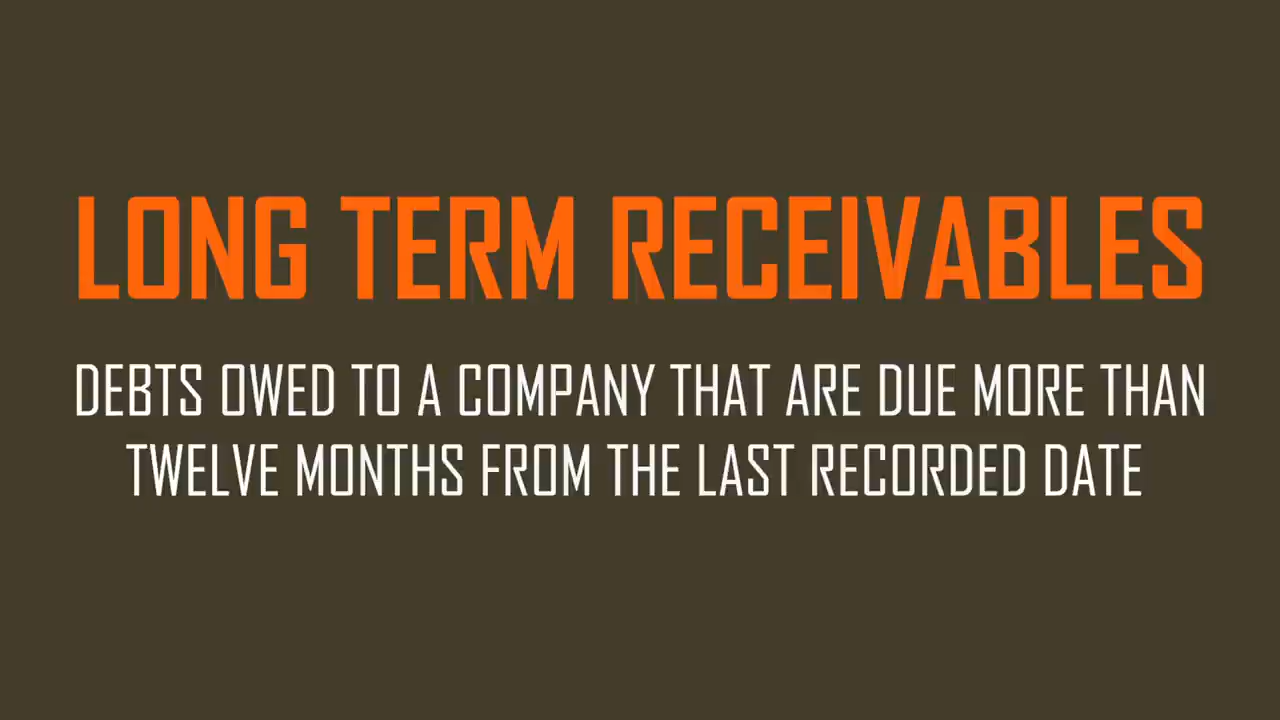 LONG TERM RECEIVABLES
DEBTS OWED TO A COMPANY THAT ARE DUE MORE THAN
TWELVE MONTHS FROM THE LAST RECORDED DATE